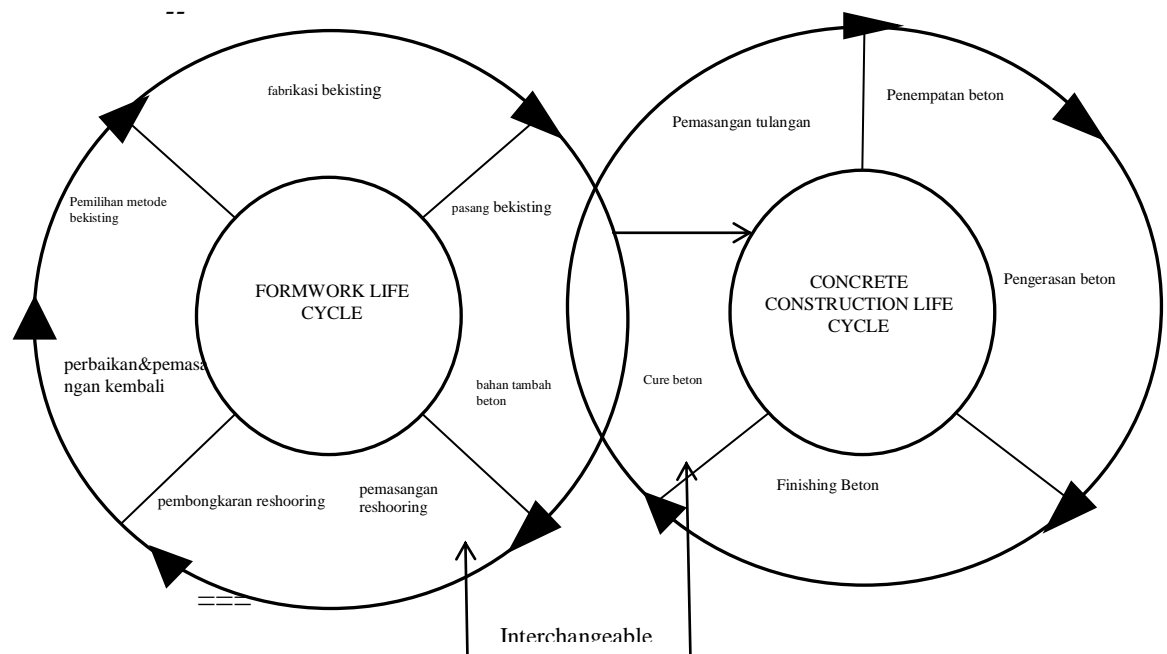 --
fabrikasi bekisting
Pemasangan tulangan
Penempatan beton
Pemilihan metode
bekisting
pasang bekisting
FORMWORK LIFE
CYCLE
CONCRETE
CONSTRUCTION LIFE
CYCLE
Pengerasan beton
perbaikan&pemasa
ngan kembali
bahan tambah
beton
Cure beton
pembongkaran reshooring
pemasangan
reshooring
Finishing Beton
===
Interchangeable